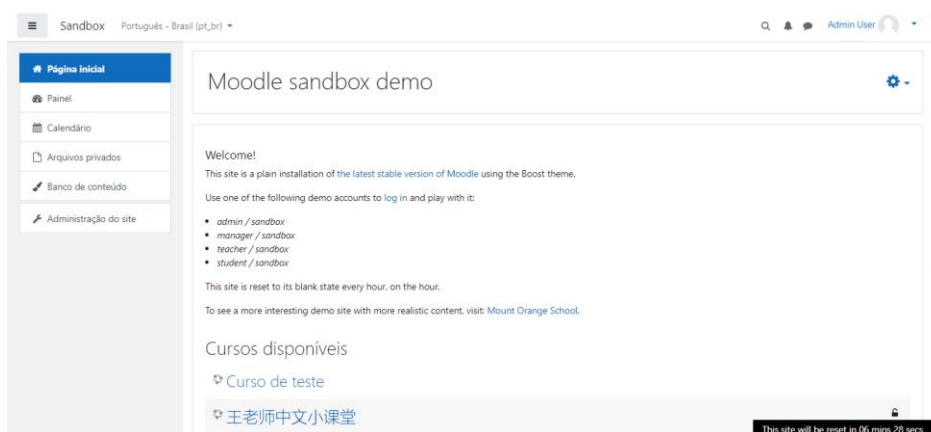 Sandbox Português - Brasil (pt_br) Admin User
Página inicial
Painel
Calendário
Arquivos privados
Banco de conteúdo
Administração do site
Moodle sandbox demo
Welcome!
This site is a plain installation of the latest stable version of Moodle using the Boost theme.
Use one of the following demo accounts to log in and play with it:
admin / sandbox
manager / sandbox
teacher / sandbox
student / sandbox
This site is reset to its blank state every hour, on the hour.
To see a more interesting demo site with more realistic content, visit: Mount Orange School.
Cursos disponíveis
Curso de teste
王老师中文小课堂
This site will be reset in 06 mins 28 secs